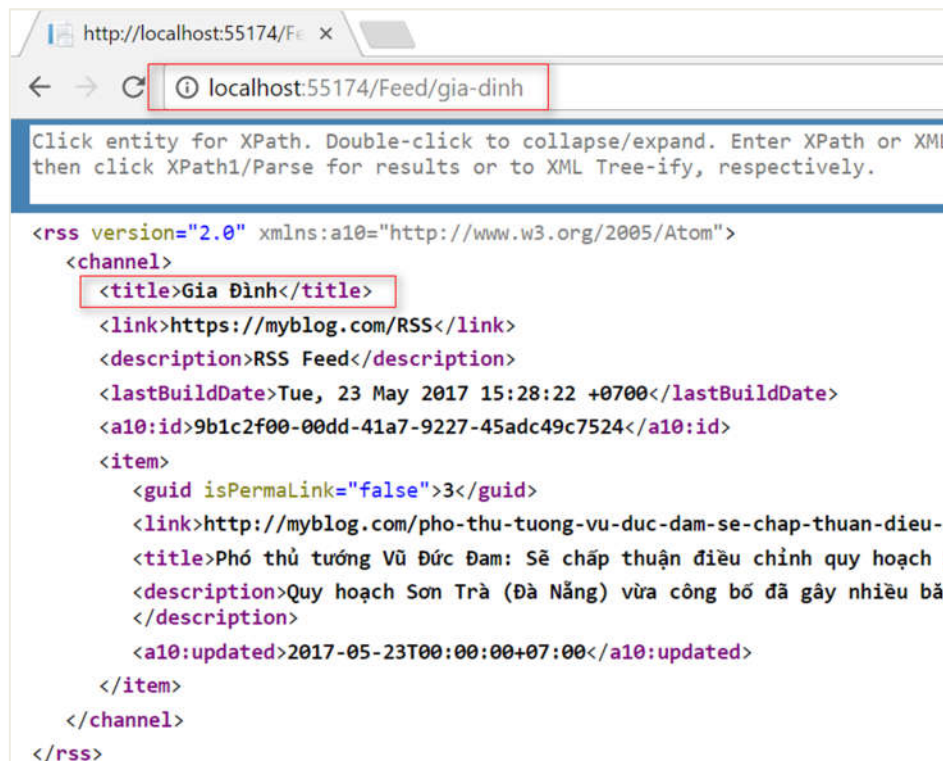 http://localhost:55174/Fe
localhost:55174/Feed/gia-dinh
Click entity for XPath. Double-click to collapse/expand. Enter XPath or XML
then click XPath1/Parse for results or to XML Tree-ify, respectively.
<rss version="2.0" xmlns:a10="http://www.w3.org/2005/Atom">
<channel>
<title>Gia Đình</title>
<link>https://myblog.com/RSS</link>
<description>RSS Feed</description>
<lastBuildDate>Tue, 23 May 2017 15:28:22 +0700</lastBuildDate>
<a10:id>9b1c2f00-00dd-41a7-9227-45adc49c7524</a10:id>
<item>
<guid isPermaLink="false">3</guid>
<link>http://myblog.com/pho-thu-tuong-vu-duc-dam-se-chap-thuan-dieu-
<title>Phó thủ tướng Vũ Đức Đam: Sẽ chấp thuận điều chỉnh quy hoạch
<description>Quy hoạch Sơn Trà (Đà Nẵng) vừa công bố đã gây nhiều bă
</description>
<a10:updated>2017-05-23T00:00:00+07:00</a10:updated>
</item>
</channel>
</rss>